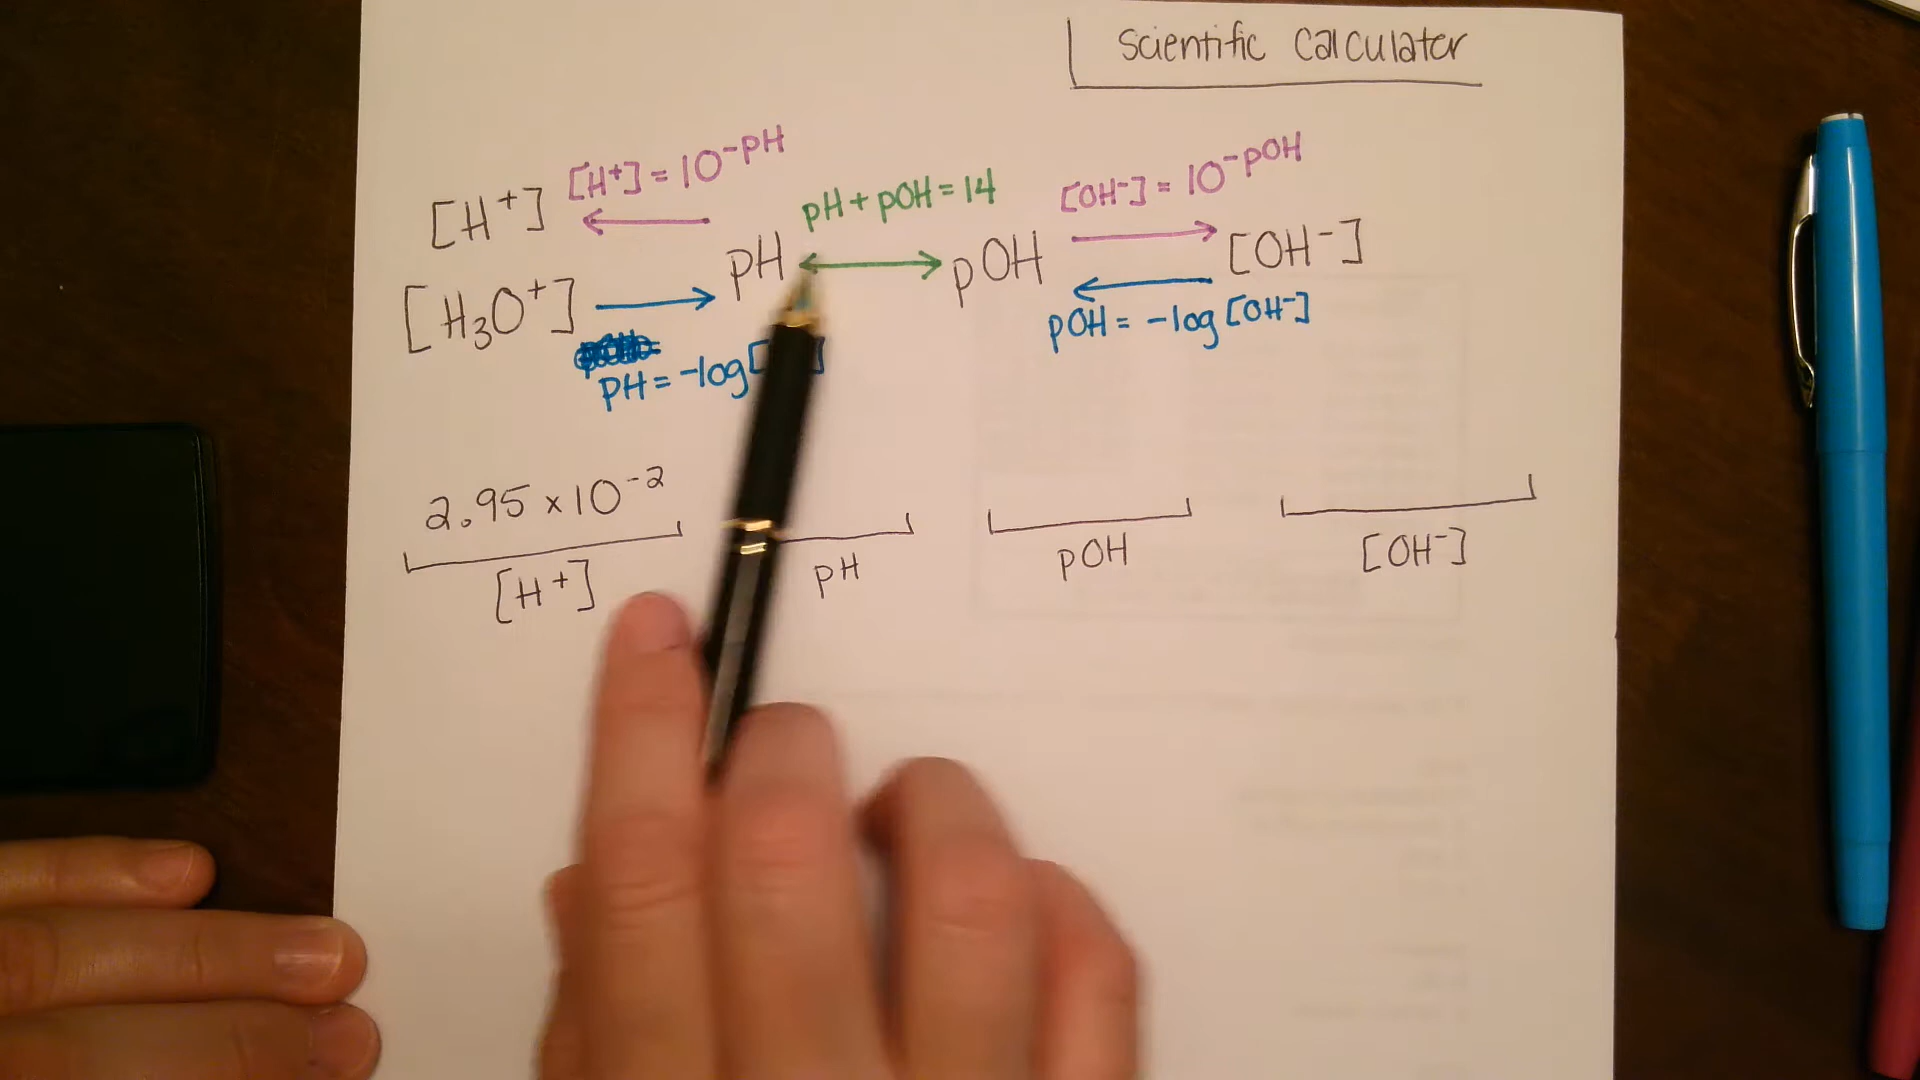 Scientific Calculator
[H⁺] = 10⁻ᵖᴴ
[OH⁻] = 10⁻ᵖᴼᴴ
pH + pOH = 14
[H⁺]
pH
pOH
[OH⁻]
[H₃O⁺]
pOH = -log[OH⁻]
pH = -log[
2.95 x 10⁻²
[H⁺]
pH
pOH
[OH⁻]